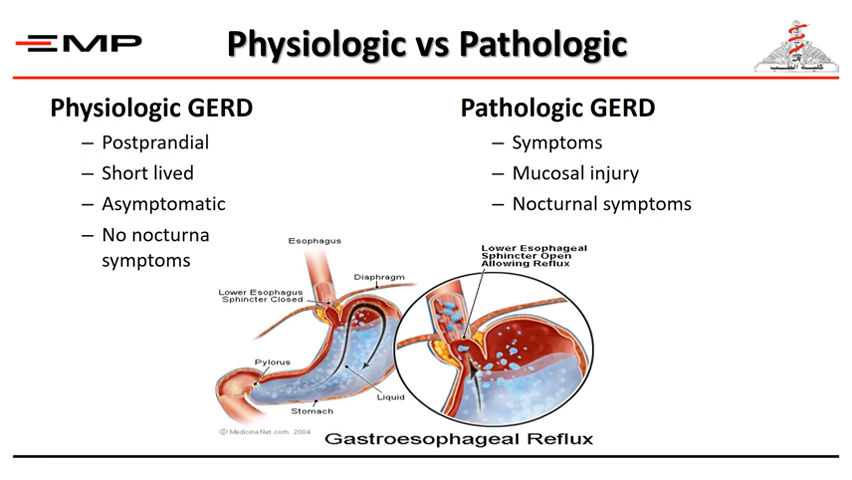 EMP
Physiologic vs Pathologic
كلية الطب
Physiologic GERD
– Postprandial
– Short lived
– Asymptomatic
– No nocturna
symptoms
Pathologic GERD
– Symptoms
– Mucosal injury
– Nocturnal symptoms
Esophagus
Diaphragm
Lower Esophagus
Sphincter Closed
Pylorus
Liquid
Stomach
© MedicineNet.com 2004
Lower Esophageal
Sphincter Open
Allowing Reflux
Gastroesophageal Reflux